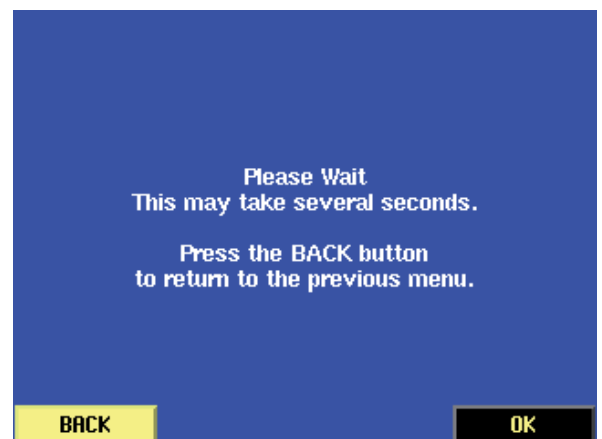 Please Wait
This may take several seconds.
Press the BACK button
to return to the previous menu.
BACK
OK